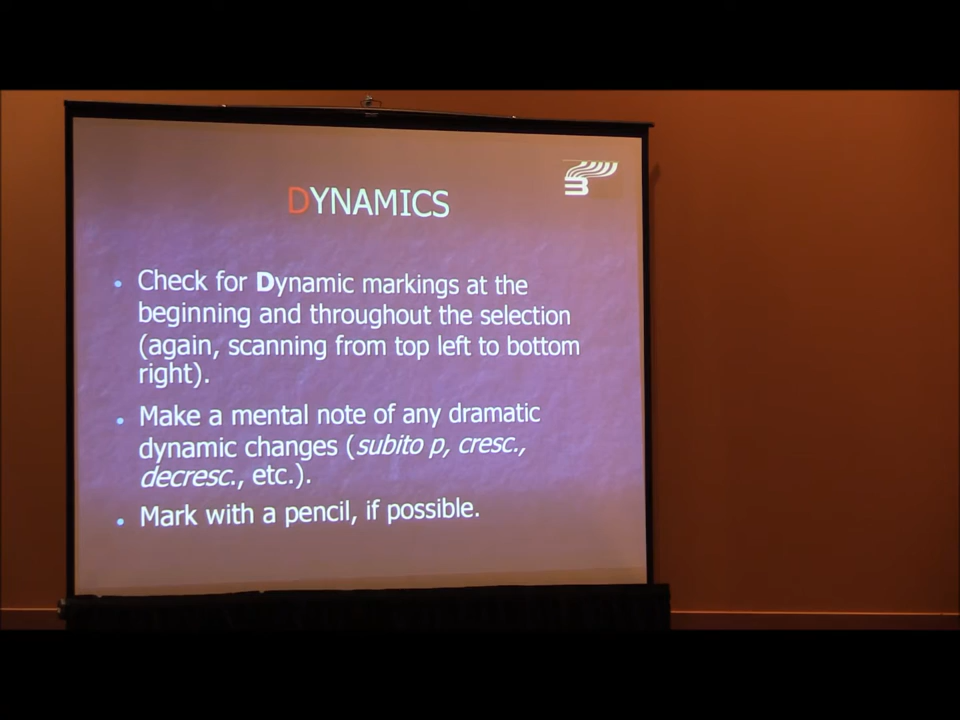 DYNAMICS
• Check for Dynamic markings at the
beginning and throughout the selection
(again, scanning from top left to bottom
right).
• Make a mental note of any dramatic
dynamic changes (subito p, cresc.,
decresc., etc.).
• Mark with a pencil, if possible.